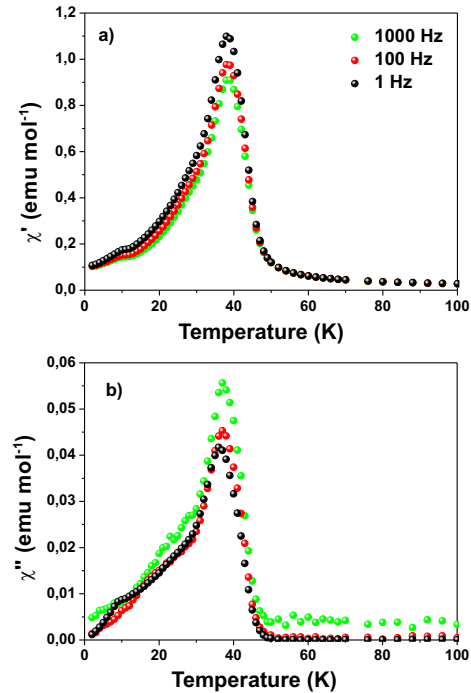 a)
1000 Hz
100 Hz
1 Hz
1,2
1,0
0,8
0,6
0,4
0,2
0,0
χ' (emu mol⁻¹)
0 20 40 60 80 100
Temperature (K)
b)
0,06
0,05
0,04
0,03
0,02
0,01
0,00
χ'' (emu mol⁻¹)
0 20 40 60 80 100
Temperature (K)